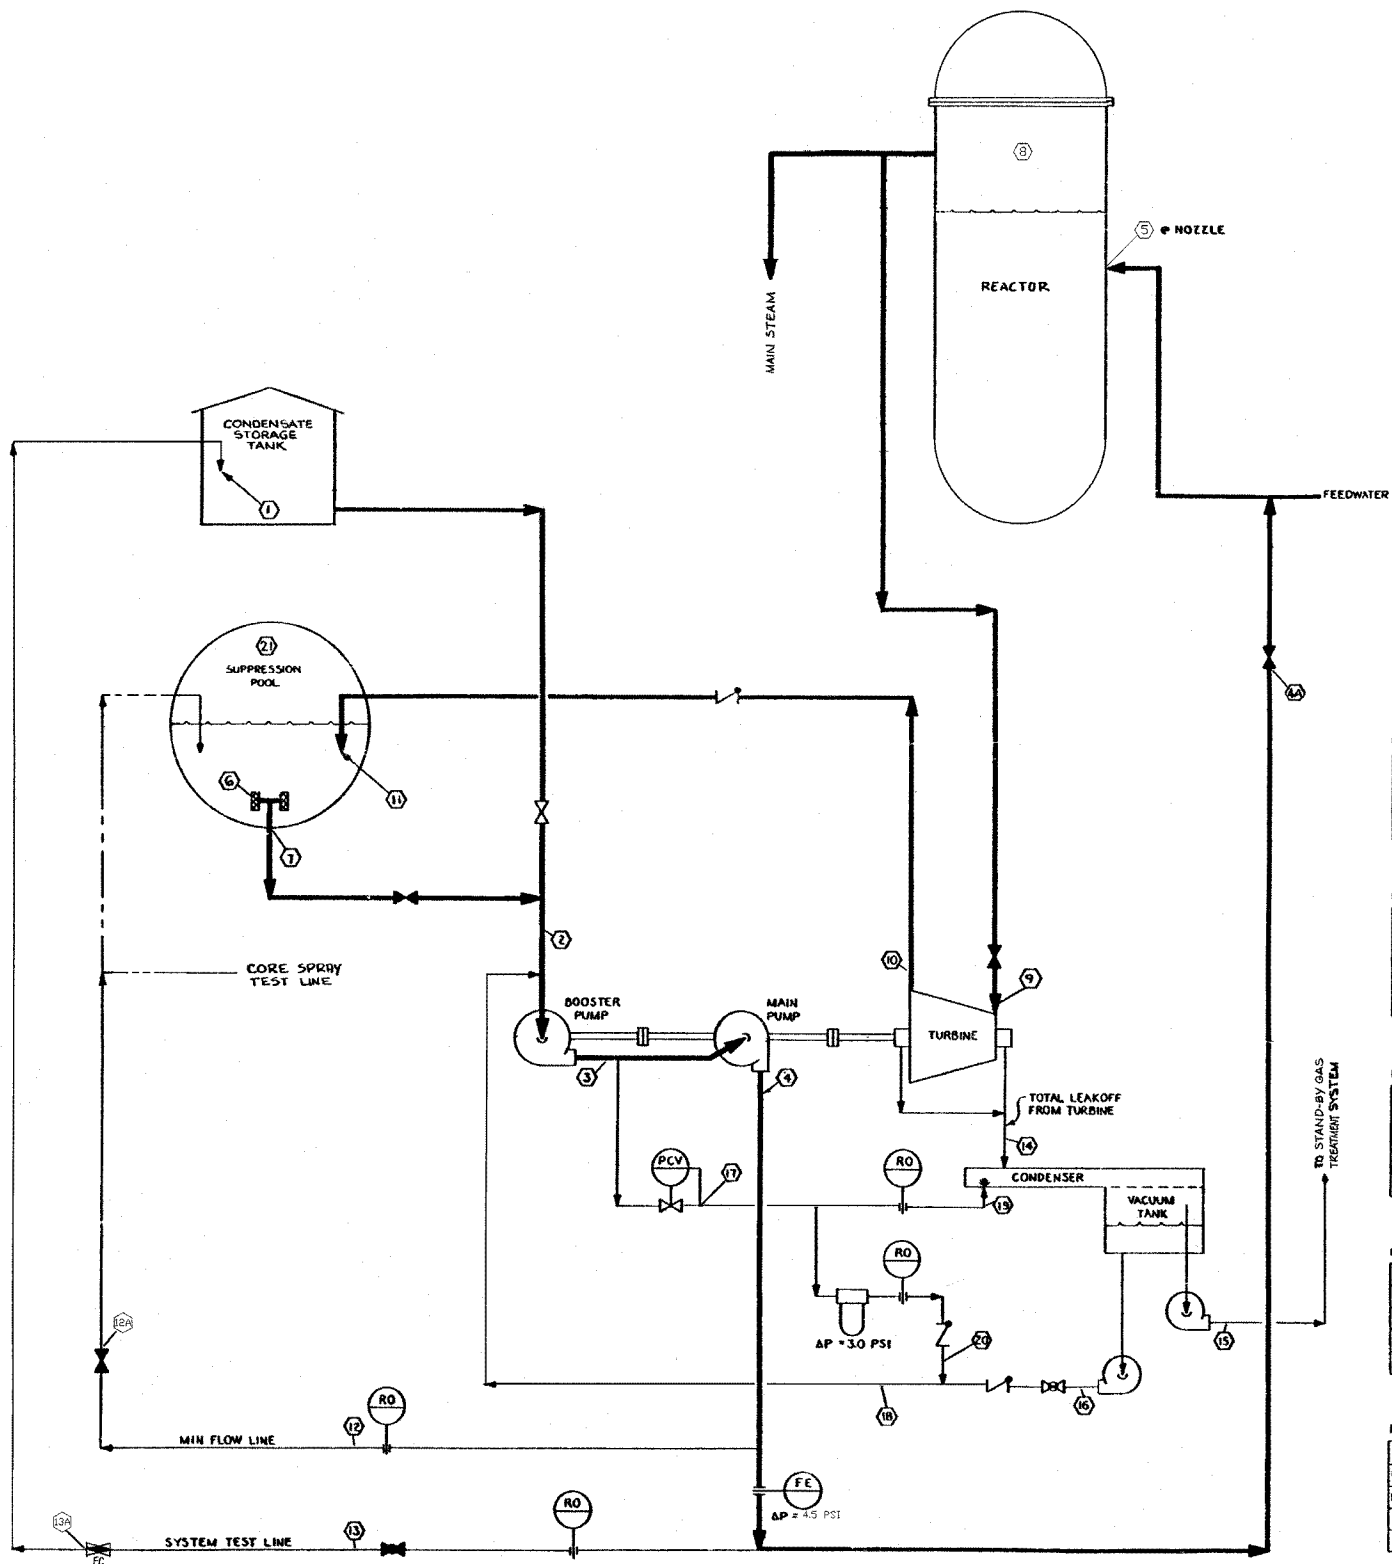 8
5 @ NOZZLE
REACTOR
MAIN STEAM
CONDENSATE
STORAGE
TANK
1
FEEDWATER
21
SUPPRESSION
POOL
4A
6
11
7
2
CORE SPRAY
TEST LINE
10
9
BOOSTER
PUMP
MAIN
PUMP
TURBINE
3
4
TOTAL LEAKOFF
FROM TURBINE
14
TO STAND-BY GAS
TREATMENT SYSTEM
PCV
17
RO
CONDENSER
19
VACUUM
TANK
RO
ΔP = 3.0 PSI
20
15
12A
16
18
RO
12
MIN FLOW LINE
FE
ΔP = 4.5 PSI
RO
13A
SYSTEM TEST LINE
13
FC